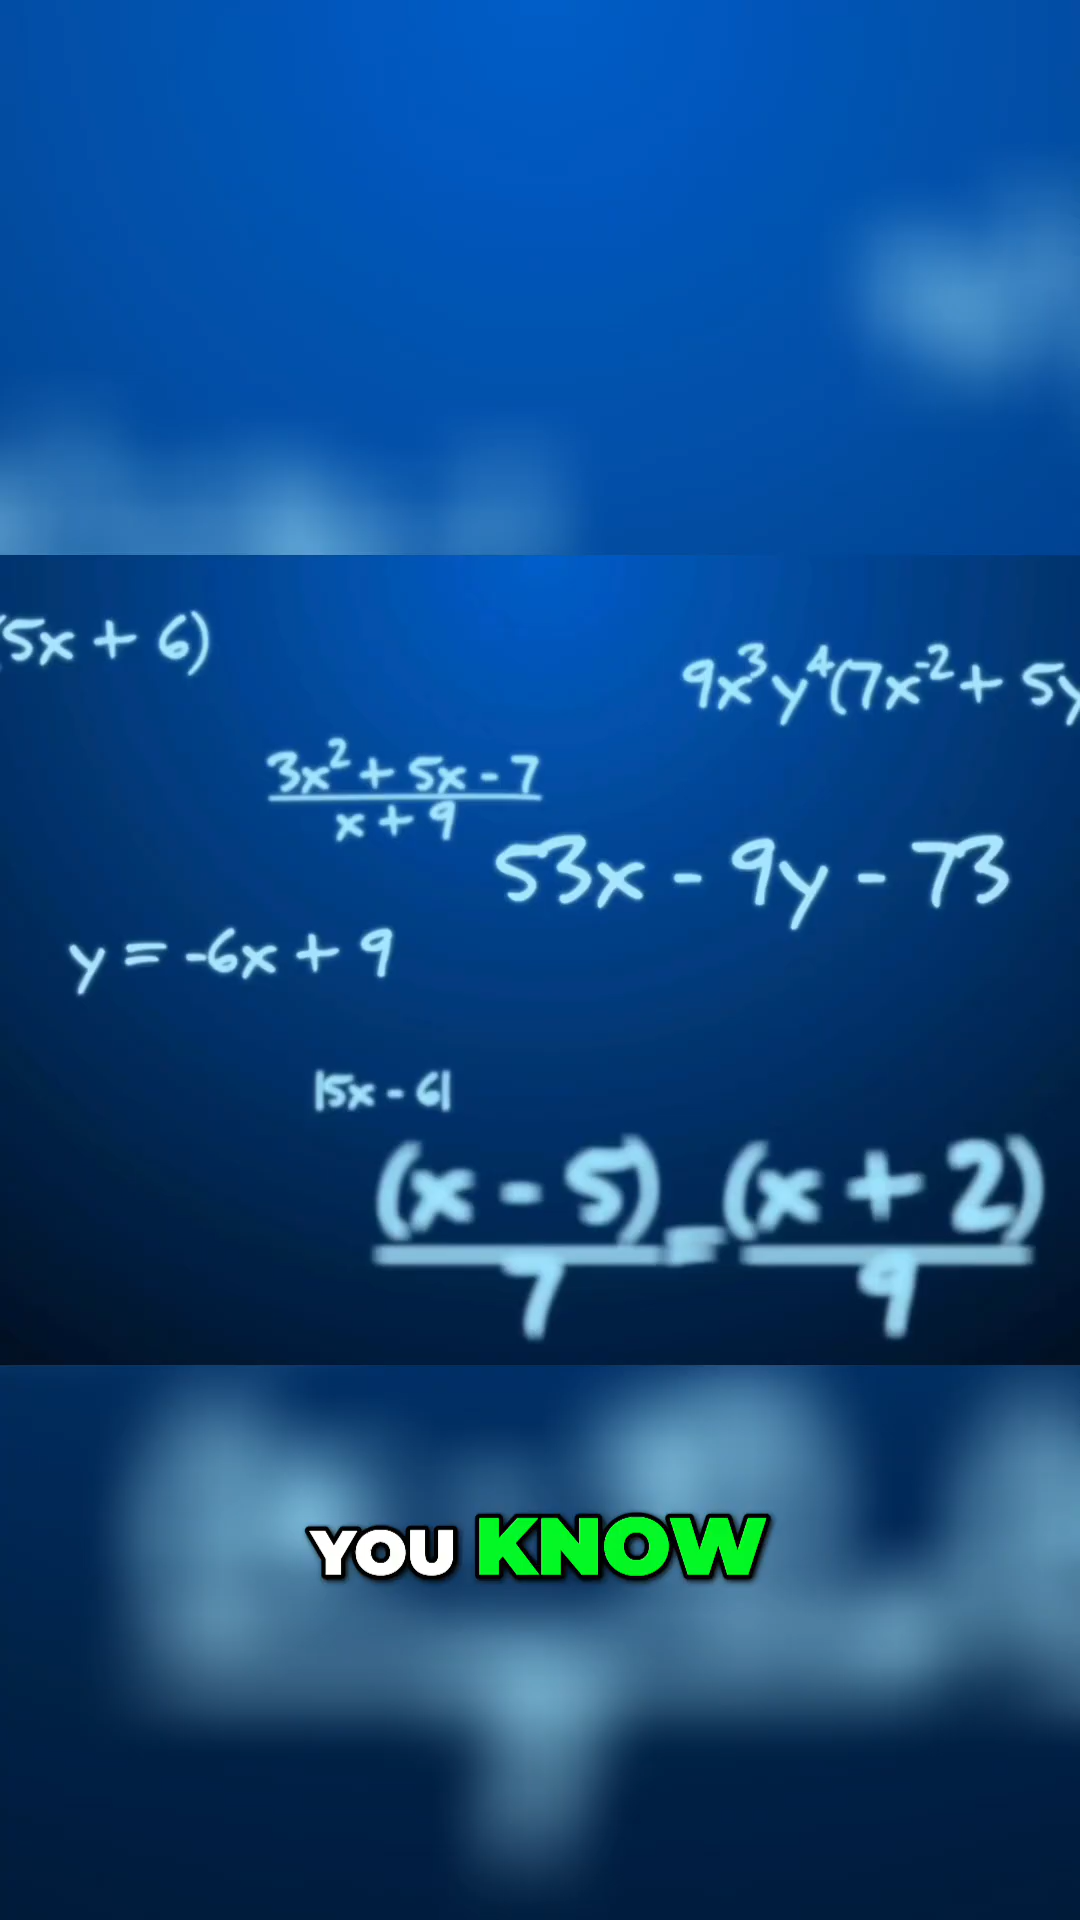 (5x + 6)
9x³y⁴(7x⁻² + 5y
3x² + 5x - 7
x + 9
53x - 9y - 73
y = -6x + 9
|5x - 6|
(x - 5) = (x + 2)
7 9
YOU KNOW